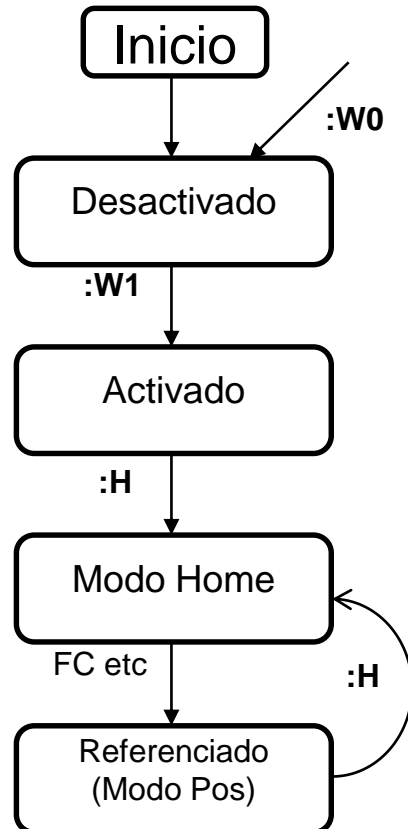 Inicio
:W0
Desactivado
:W1
Activado
:H
Modo Home
FC etc
:H
Referenciado
(Modo Pos)